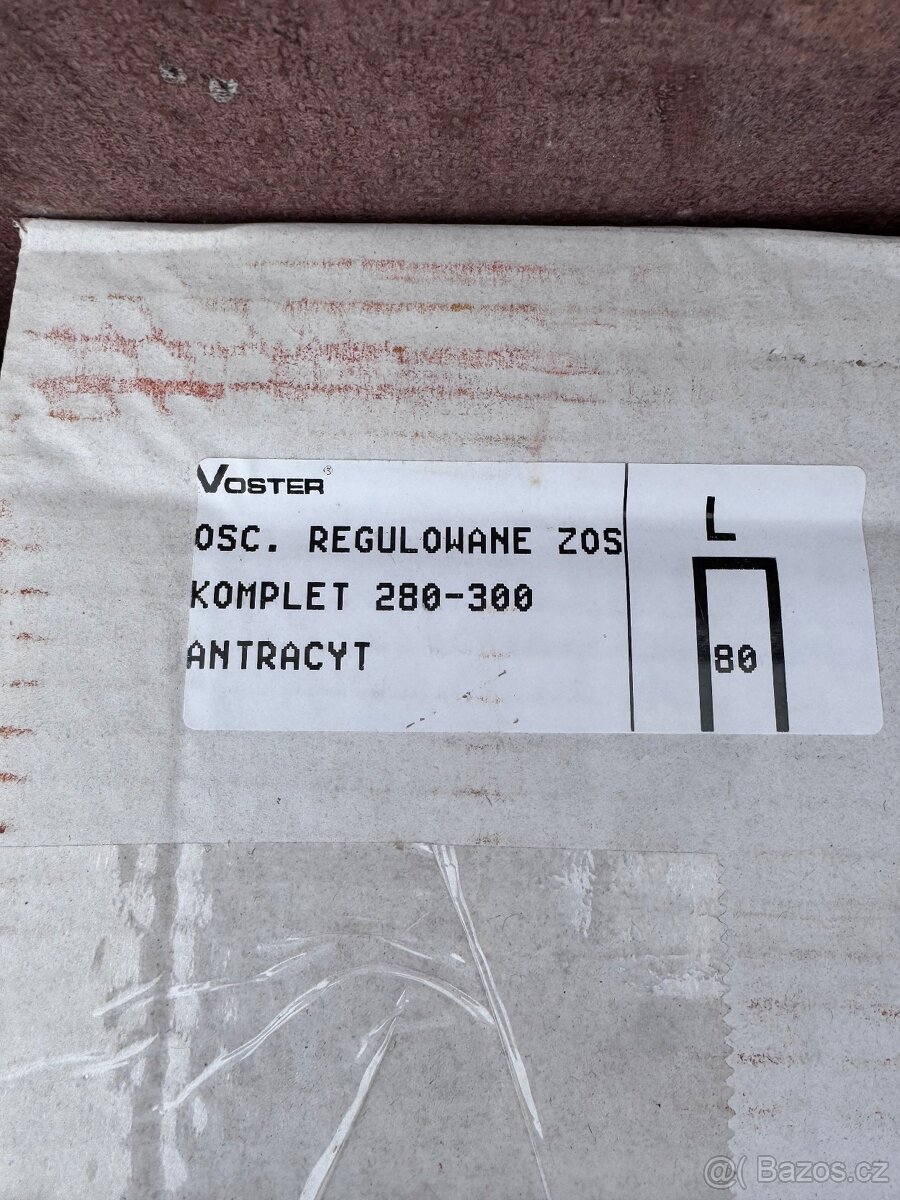 VOSTER®
OSC. REGULOWANE ZOS
KOMPLET 280-300
ANTRACYT
L
80
@( Bazos.cz